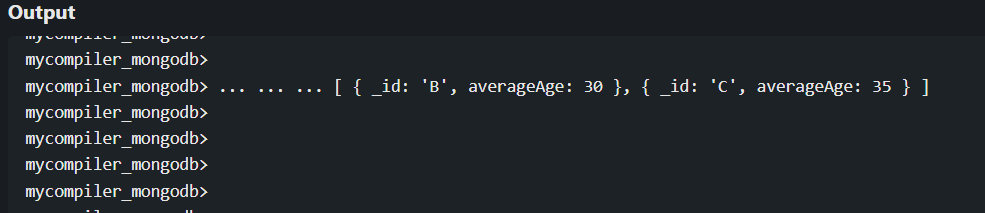 Output
mycompiler_mongodb>
mycompiler_mongodb>
mycompiler_mongodb> ... ... ... [ { _id: 'B', averageAge: 30 }, { _id: 'C', averageAge: 35 } ]
mycompiler_mongodb>
mycompiler_mongodb>
mycompiler_mongodb>
mycompiler_mongodb>